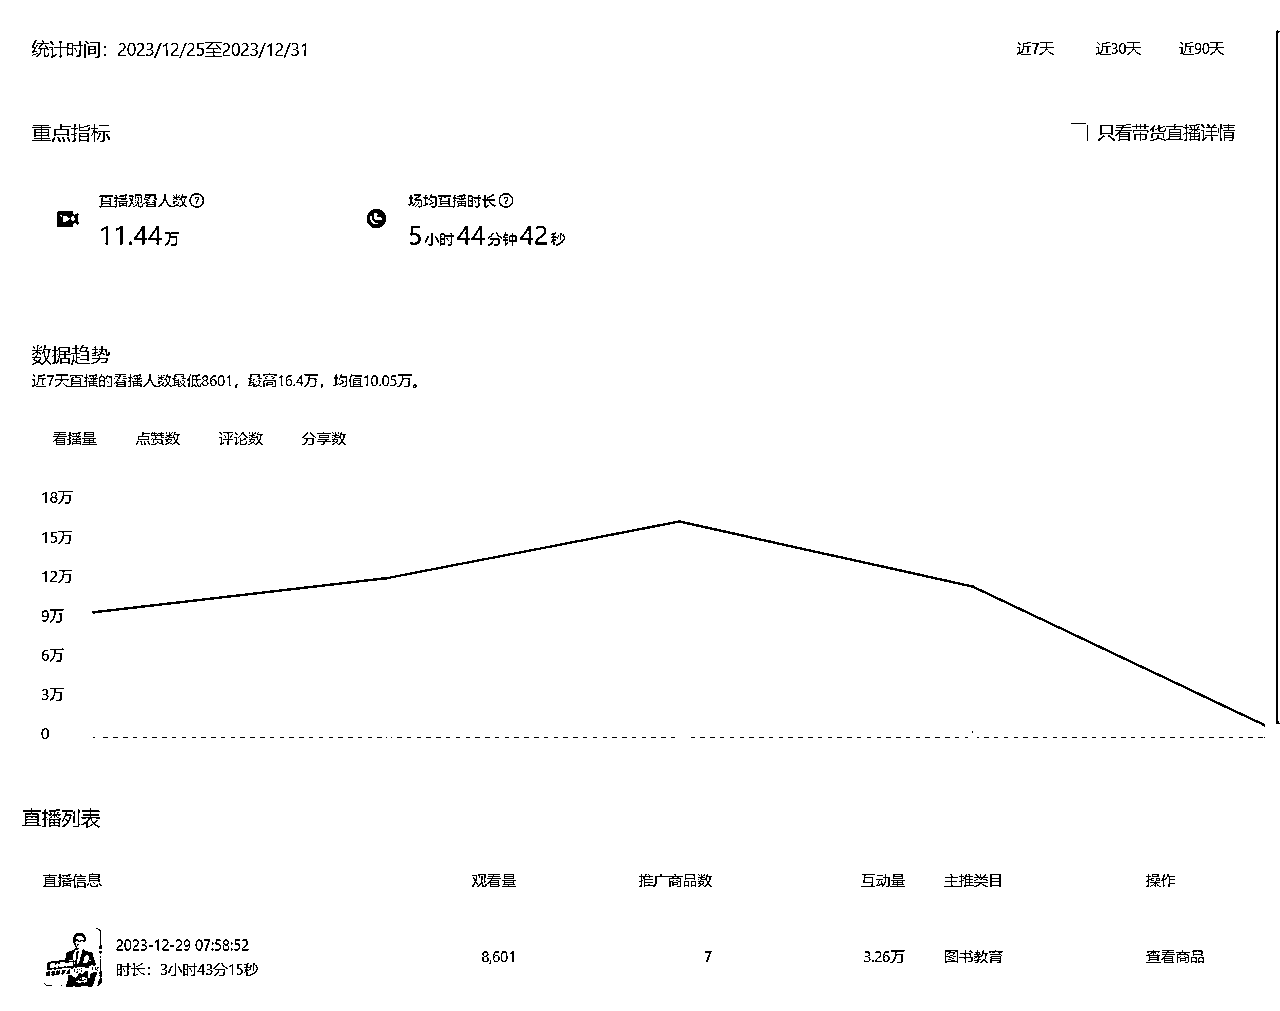 统计时间：2023/12/25至2023/12/31
近7天 近30天 近90天
重点指标
只看带货直播详情
直播观看人数?
11.44万
场均直播时长?
5小时44分钟42秒
数据趋势
近7天直播的看播人数最低8601，最高16.4万，均值10.05万。
看播量 点赞数 评论数 分享数
18万
15万
12万
9万
6万
3万
0
直播列表
直播信息 观看量 推广商品数 互动量 主推类目 操作
2023-12-29 07:58:52
时长：3小时43分15秒
8,601 7 3.26万 图书教育 查看商品